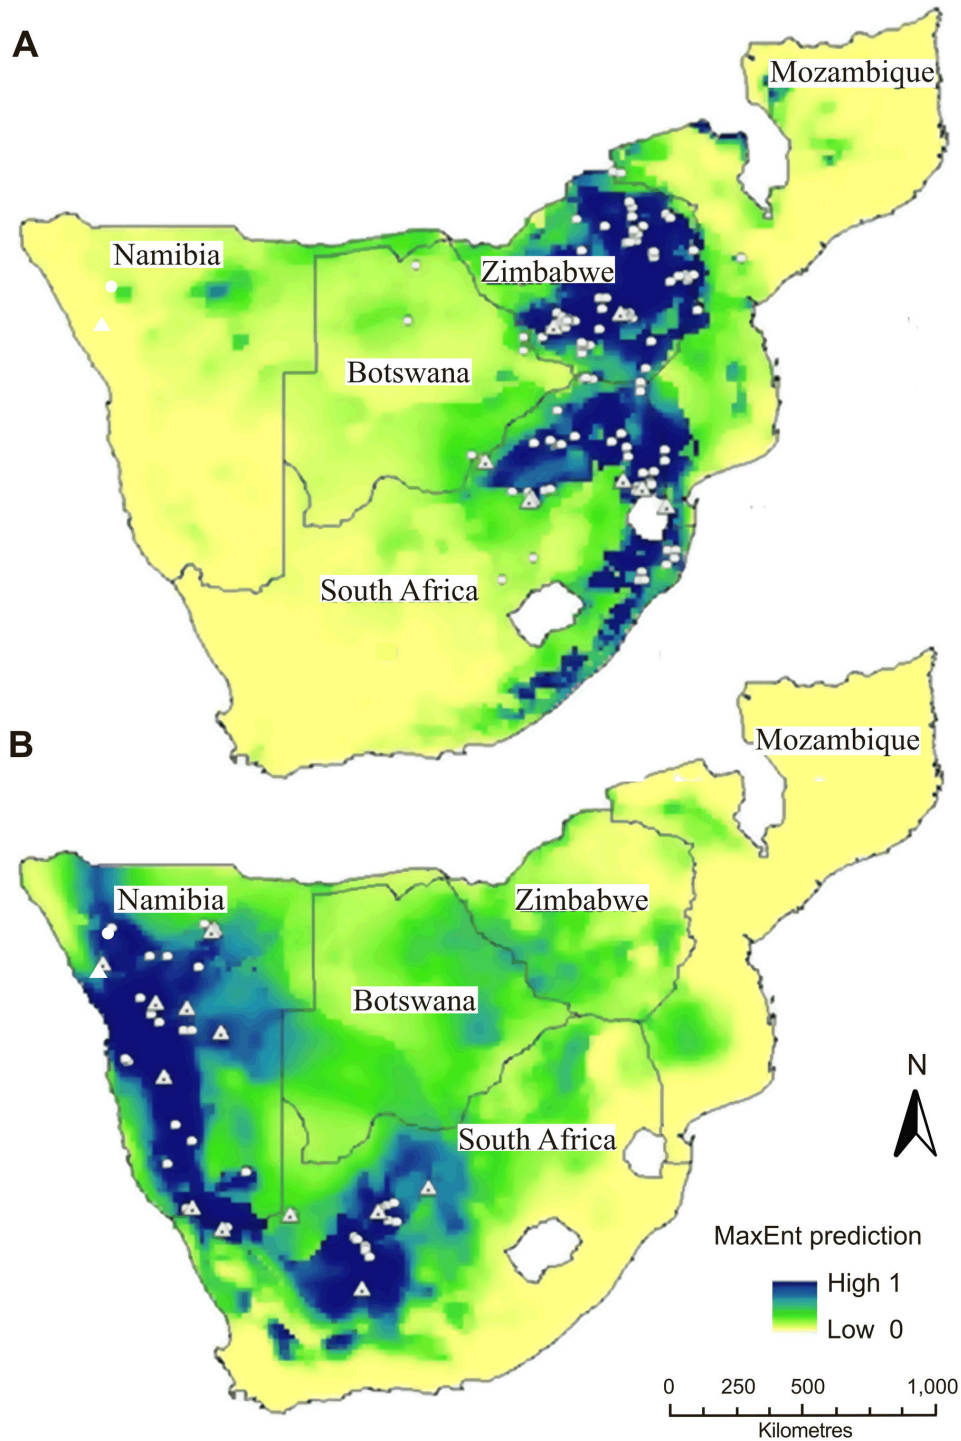 A
Mozambique
Namibia
Zimbabwe
Botswana
South Africa
B
Mozambique
Namibia
Zimbabwe
Botswana
South Africa
N
MaxEnt prediction
High 1
Low 0
0 250 500 1,000
Kilometres